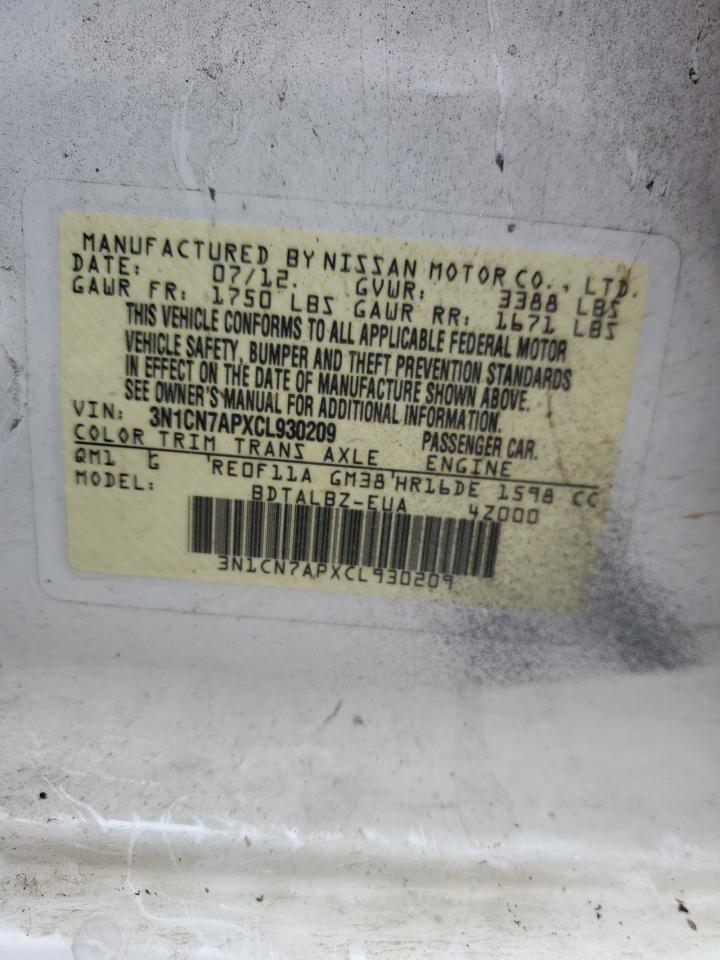 MANUFACTURED BY NISSAN MOTOR CO., LTD.
DATE: 07/12. GVWR: 3388 LBS
GAWR FR: 1750 LBS GAWR RR: 1671 LBS
THIS VEHICLE CONFORMS TO ALL APPLICABLE FEDERAL MOTOR
VEHICLE SAFETY, BUMPER AND THEFT PREVENTION STANDARDS
IN EFFECT ON THE DATE OF MANUFACTURE SHOWN ABOVE.
SEE OWNER'S MANUAL FOR ADDITIONAL INFORMATION.
VIN: 3N1CN7APXCL930209 PASSENGER CAR.
COLOR TRIM TRANS AXLE ENGINE
QM1 G 'RE0F11A GM38'HR16DE 1598 CC
MODEL: BDTALBZ-EUA 4Z000
3N1CN7APXCL930209